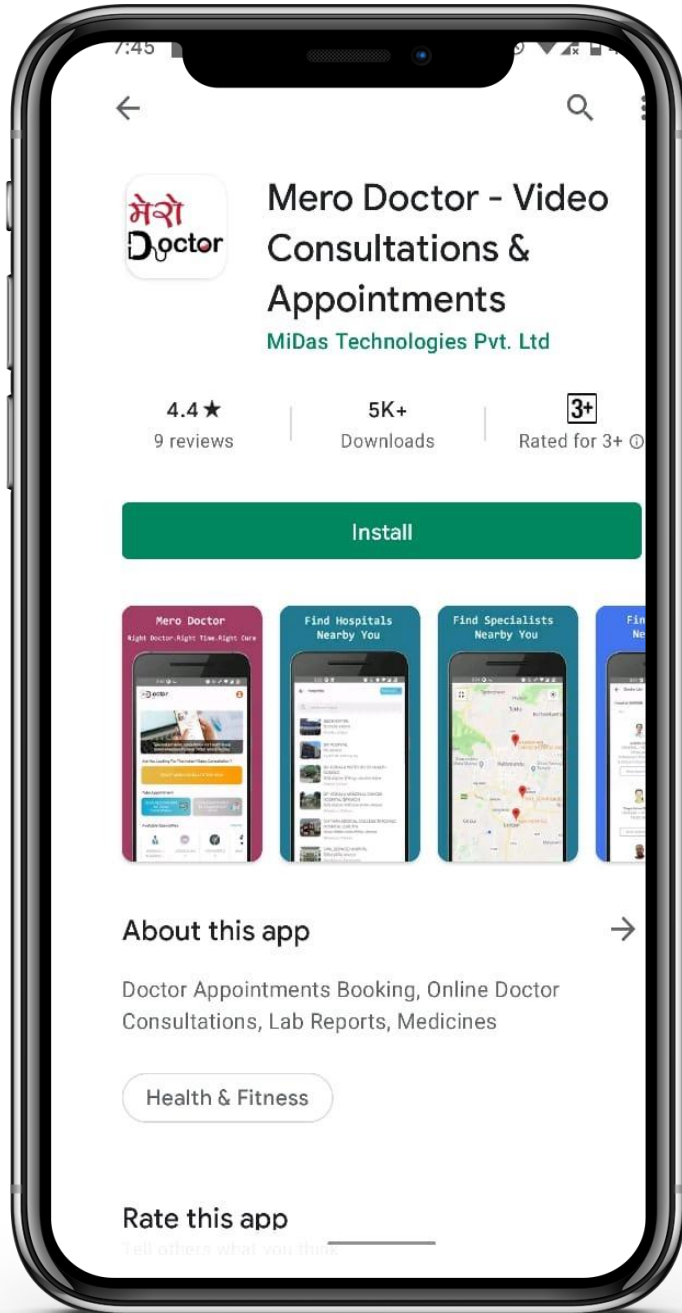 7:45
मेरो
Doctor
Mero Doctor - Video
Consultations &
Appointments
MiDas Technologies Pvt. Ltd
4.4★
9 reviews
5K+
Downloads
3+
Rated for 3+
Install
Mero Doctor
Right Doctor.Right Time.Right Cure
Find Hospitals
Nearby You
Find Specialists
Nearby You
About this app
Doctor Appointments Booking, Online Doctor
Consultations, Lab Reports, Medicines
Health & Fitness
Rate this app
Tell others what you think